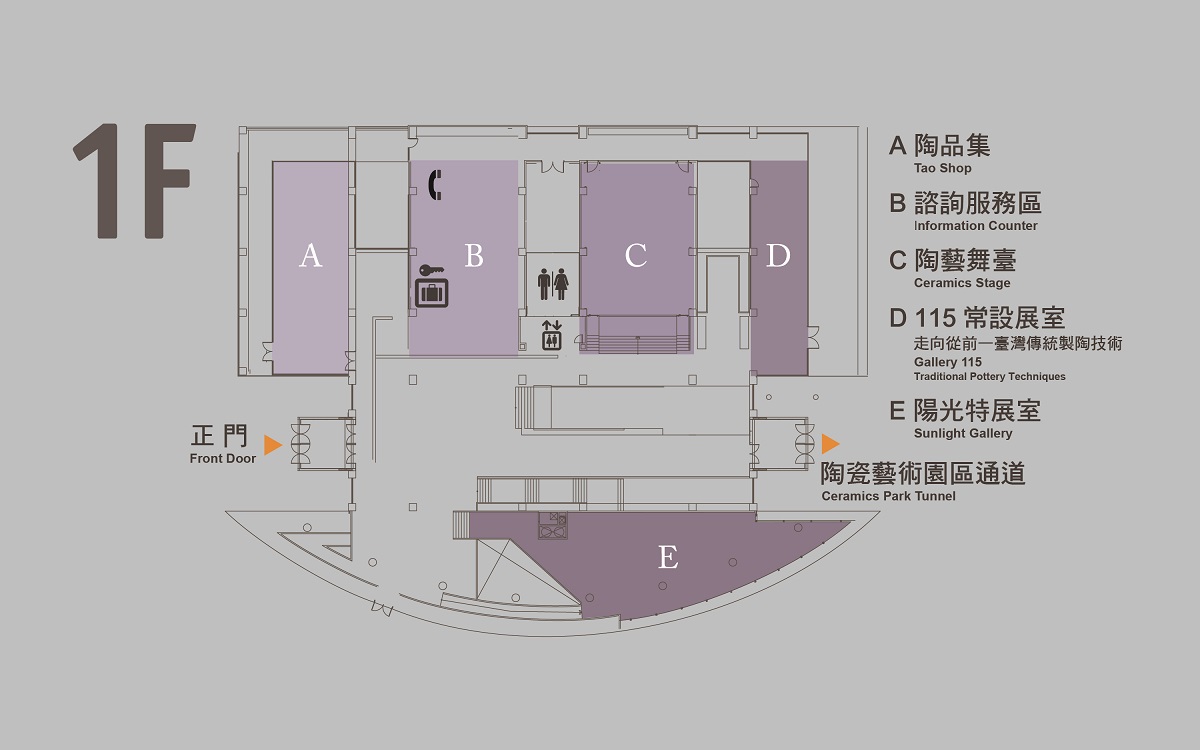 1F
A
B
C
D
E
正門
Front Door
A 陶品集
Tao Shop
B 諮詢服務區
Information Counter
C 陶藝舞臺
Ceramics Stage
D 115 常設展室
走向從前—臺灣傳統製陶技術
Gallery 115
Traditional Pottery Techniques
E 陽光特展室
Sunlight Gallery
陶瓷藝術園區通道
Ceramics Park Tunnel